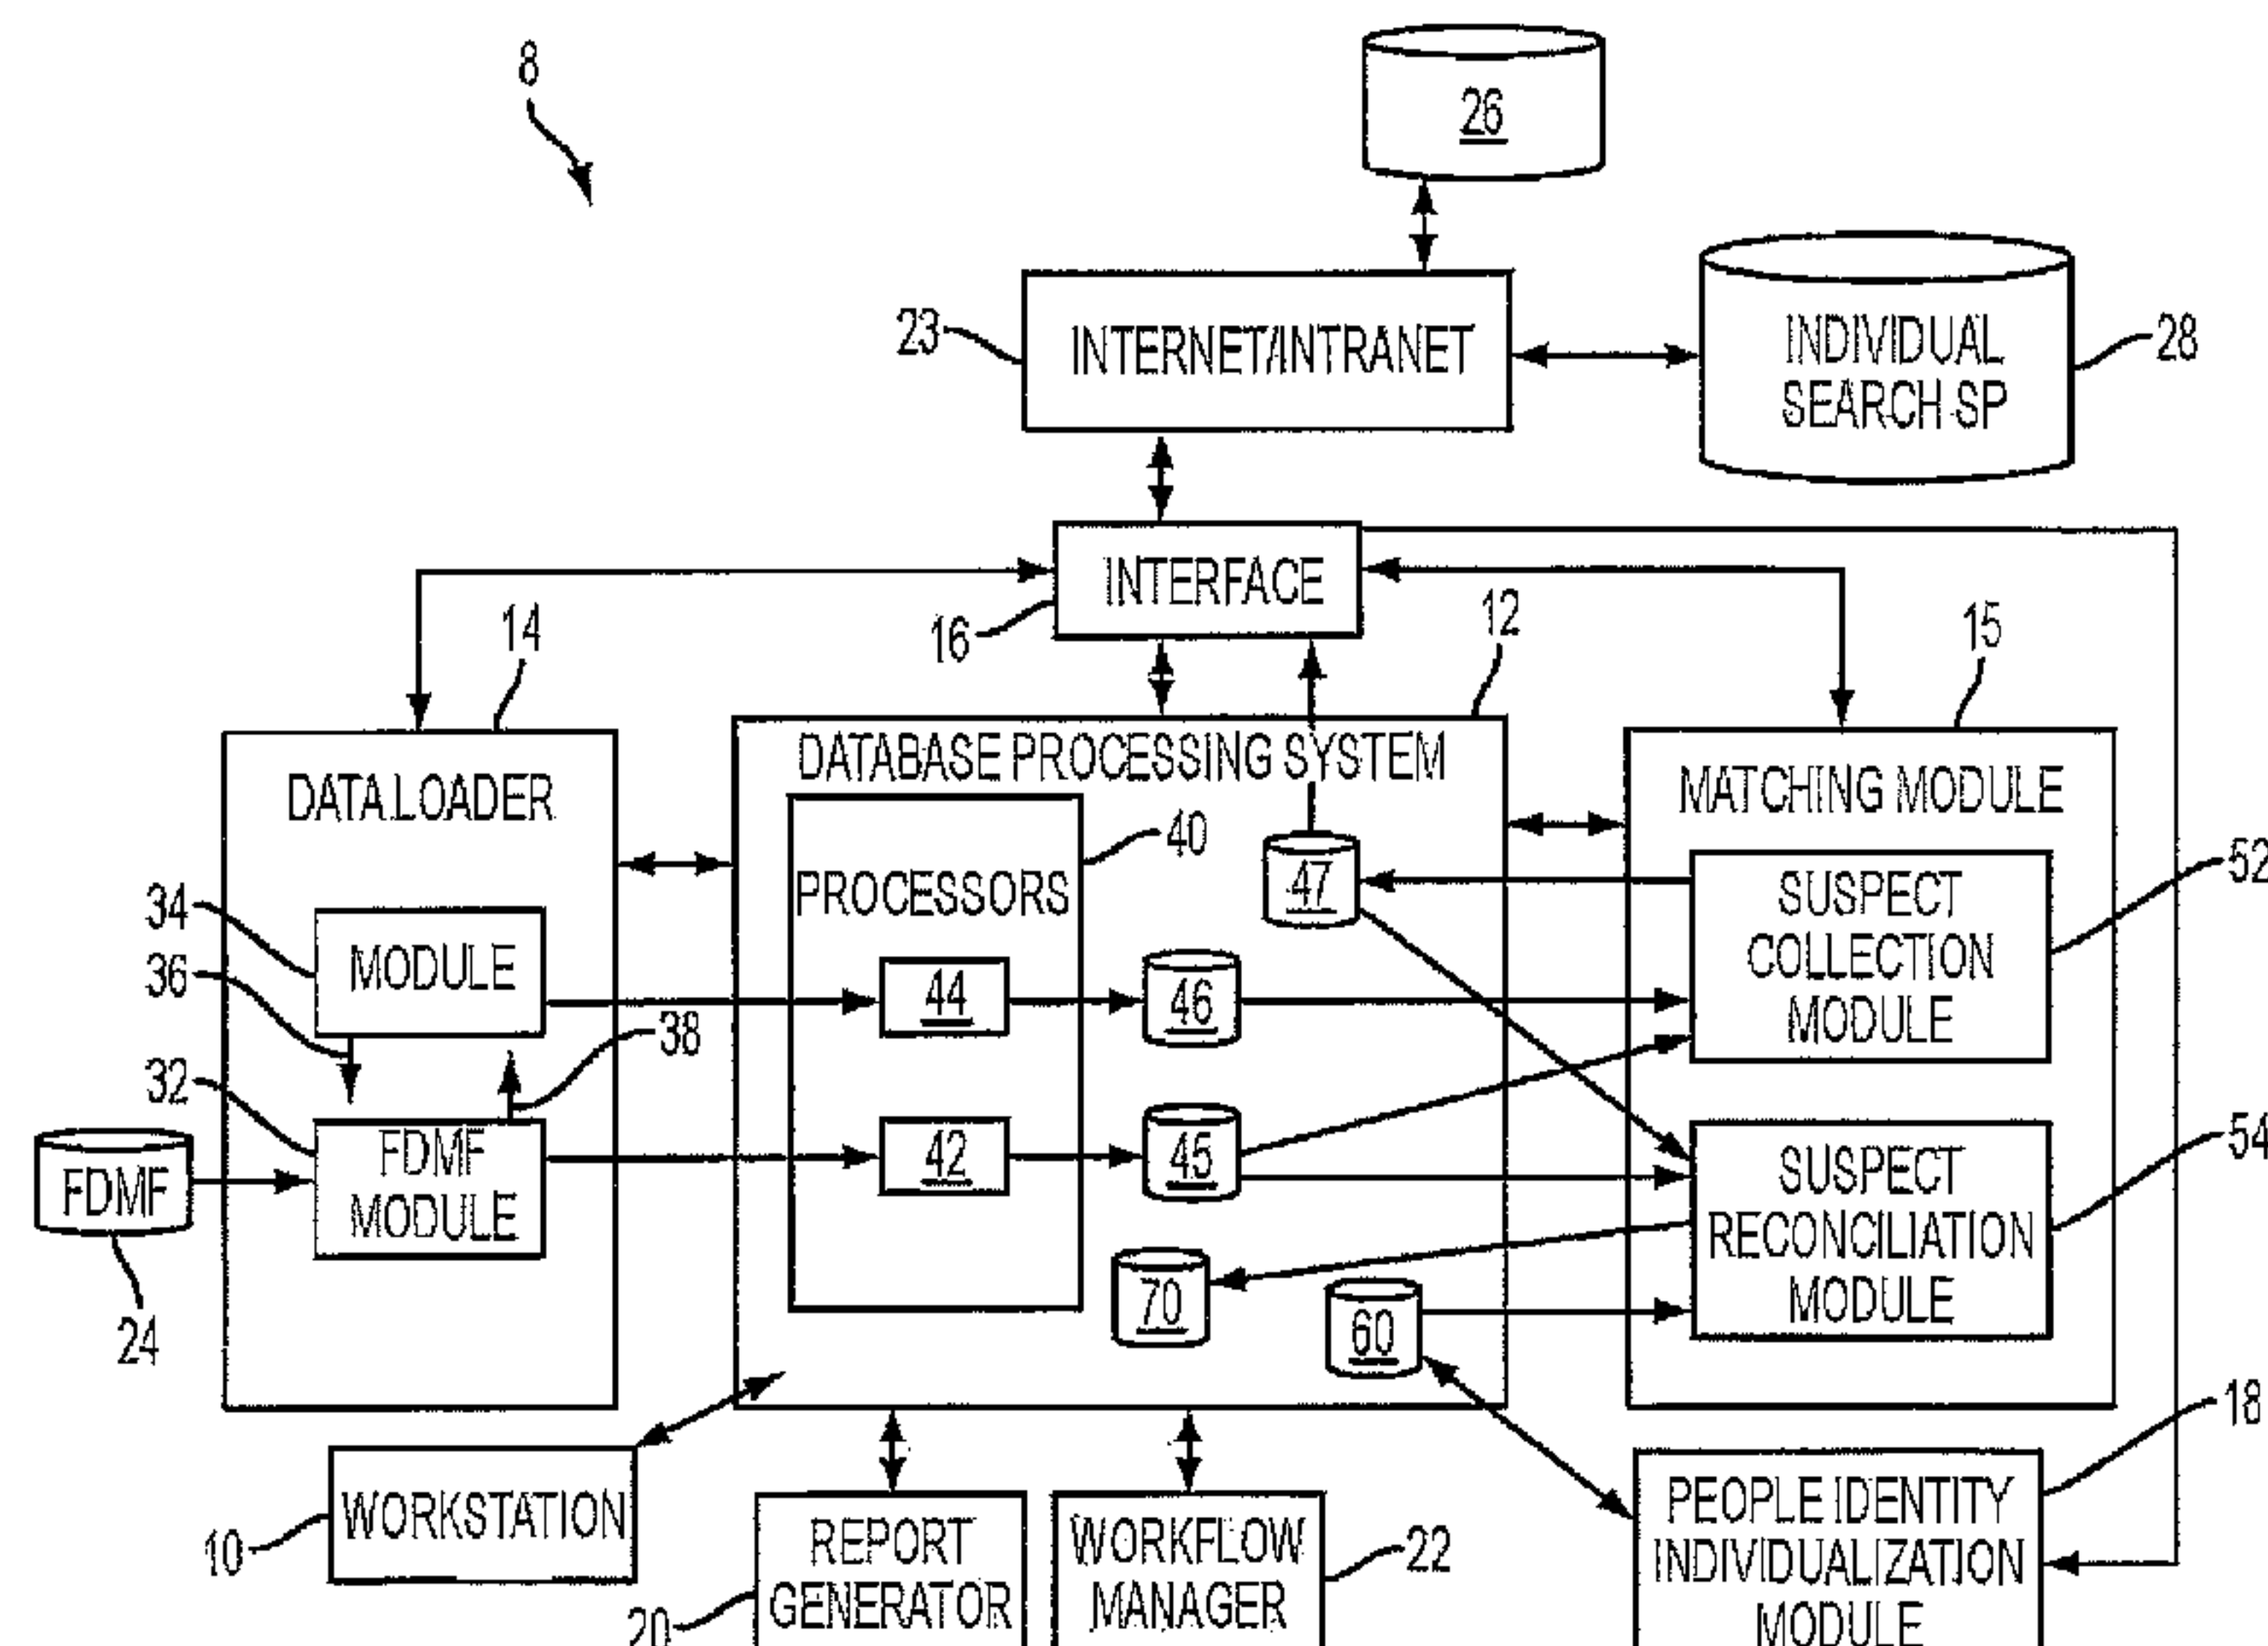 8
26
23
INTERNET/INTRANET
INDIVIDUAL
SEARCH SP
28
INTERFACE
16
14
12
15
DATA LOADER
DATABASE PROCESSING SYSTEM
MATCHING MODULE
40
PROCESSORS
47
SUSPECT
COLLECTION
MODULE
52
34
MODULE
36
38
44
46
32
FDMF
MODULE
FDMF
24
42
45
SUSPECT
RECONCILIATION
MODULE
54
70
60
18
WORKSTATION
10
REPORT
GENERATOR
20
WORKFLOW
MANAGER
22
PEOPLE IDENTITY
INDIVIDUALIZATION
MODULE